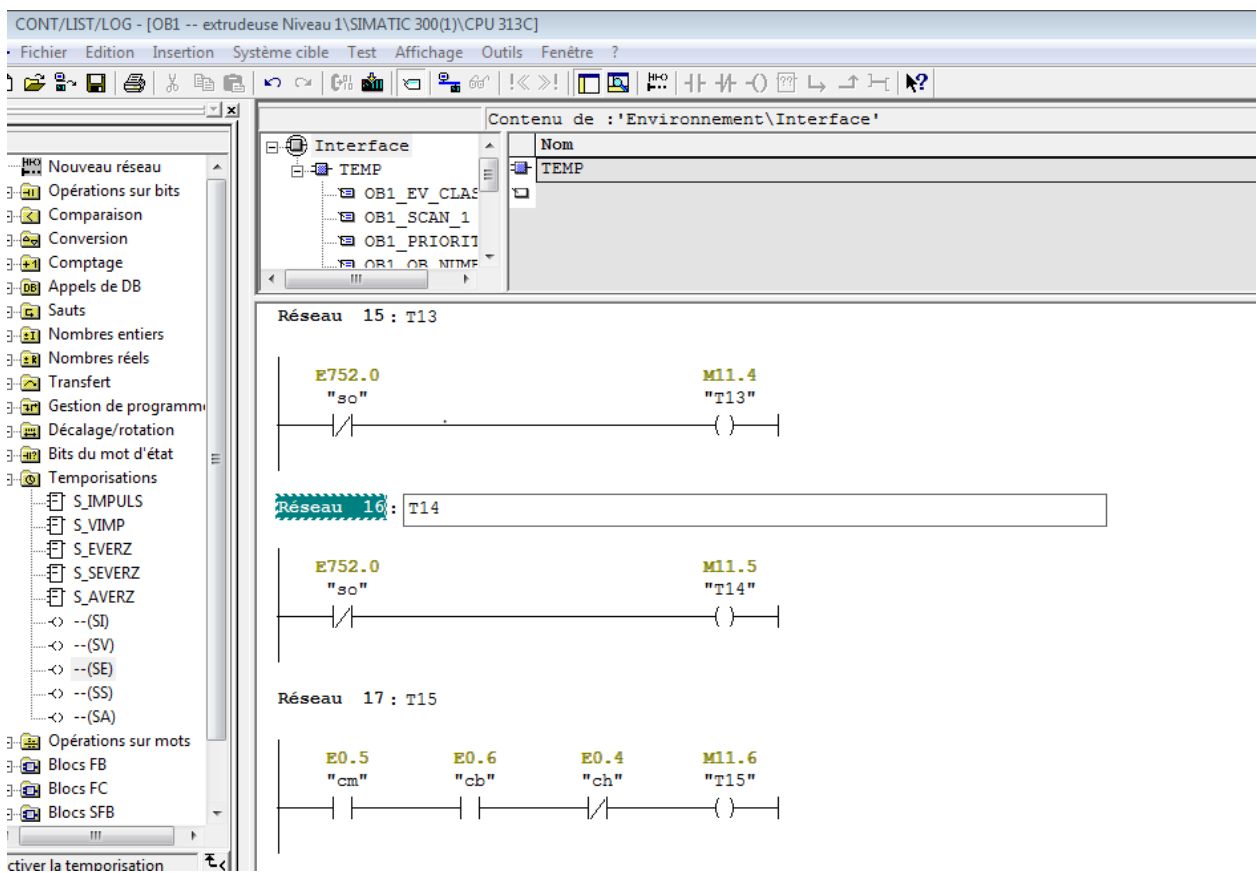 CONT/LIST/LOG - [OB1 -- extrudeuse Niveau 1\SIMATIC 300(1)\CPU 313C]
Fichier Edition Insertion Système cible Test Affichage Outils Fenêtre ?
Contenu de :'Environnement\Interface'
Interface
TEMP
OB1_EV_CLAS
OB1_SCAN_1
OB1_PRIORIT
OB1_OB_NUMB
Nom
TEMP
Nouveau réseau
Opérations sur bits
Comparaison
Conversion
Comptage
Appels de DB
Sauts
Nombres entiers
Nombres réels
Transfert
Gestion de programm
Décalage/rotation
Bits du mot d'état
Temporisations
S_IMPULS
S_VIMP
S_EVERZ
S_SEVERZ
S_AVERZ
--(SI)
--(SV)
--(SE)
--(SS)
--(SA)
Opérations sur mots
Blocs FB
Blocs FC
Blocs SFB
ctiver la temporisation
Réseau 15 : T13
E752.0 M11.4
"so" "T13"
Réseau 16 : T14
E752.0 M11.5
"so" "T14"
Réseau 17 : T15
E0.5 E0.6 E0.4 M11.6
"cm" "cb" "ch" "T15"